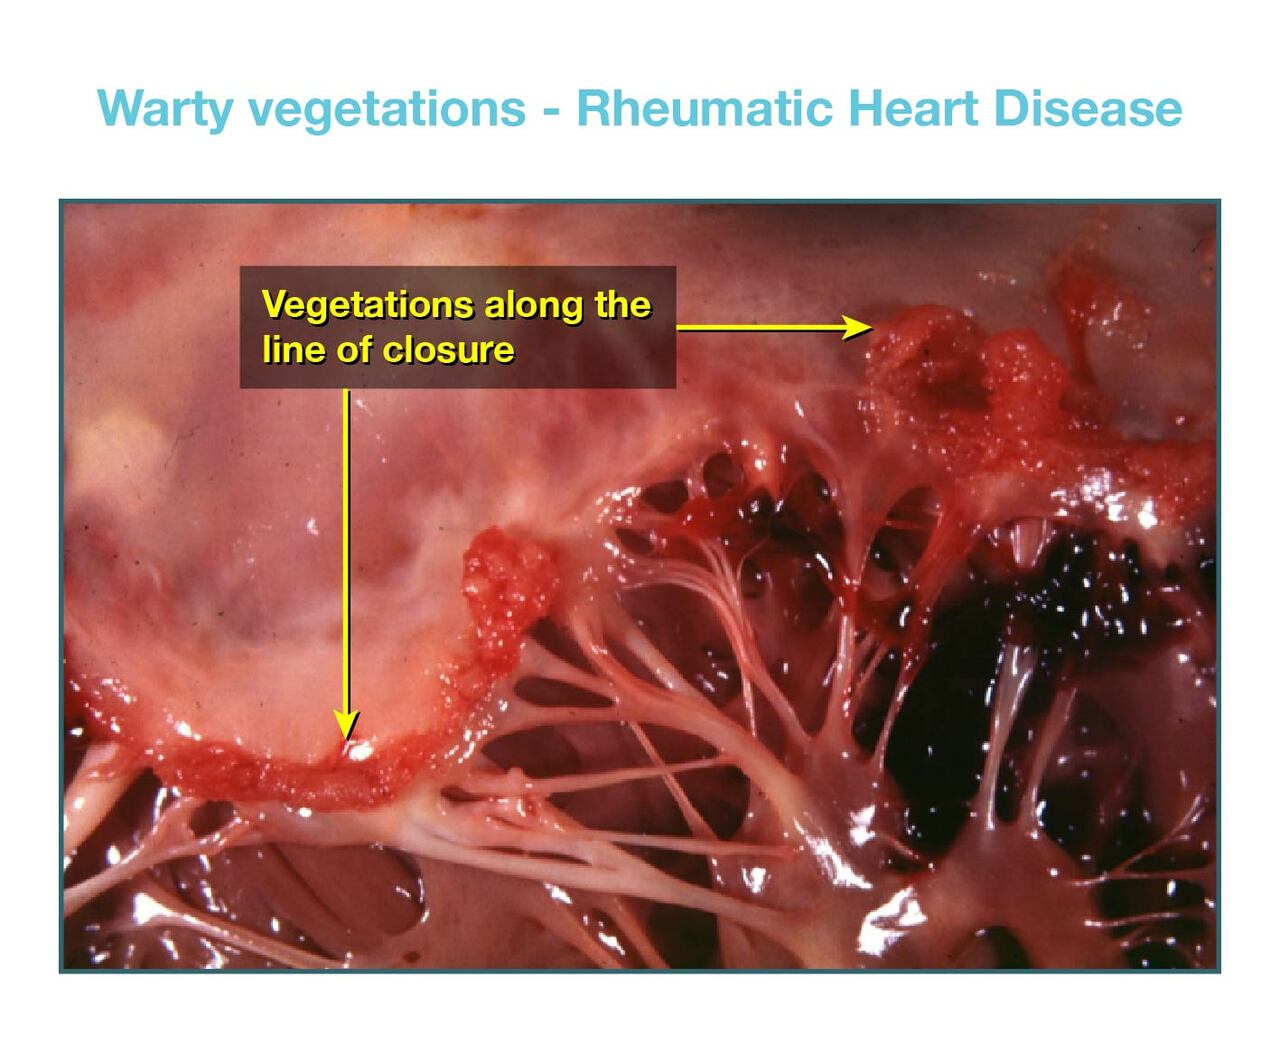 Warty vegetations - Rheumatic Heart Disease
Vegetations along the
line of closure